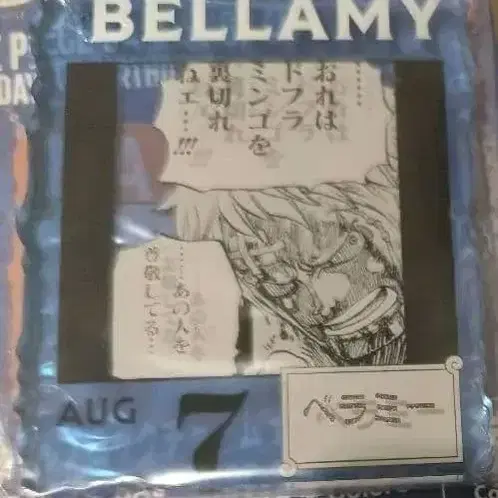 BELLAMY
………
おれは
ドフラ
ミンゴを
裏切れ
ねェ…!!!
……あの人を
尊敬してる…
AUG
7
ベラミー